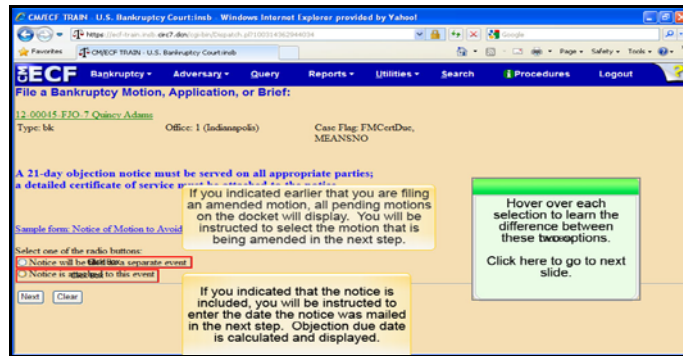 CM/ECF TRAIN - U.S. Bankruptcy Court:insb - Windows Internet Explorer provided by Yahoo!
Google
Favorites
CM/ECF TRAIN - U.S. Bankruptcy Court:insb
Page
Safety
Tools
ECF Bankruptcy Adversary Query Reports Utilities Search Procedures Logout ?
File a Bankruptcy Motion, Application, or Brief:
12-00045-FJO-7 Quincy Adams
Type: bk Office: 1 (Indianapolis) Case Flag: FMCertDue,
MEANSNO
A 21-day objection notice must be served on all appropriate parties;
a detailed certificate of service must be attached to the notice.
If you indicated earlier that you are filing
an amended motion, all pending motions
on the docket will display. You will be
instructed to select the motion that is
being amended in the next step.
Hover over each
selection to learn the
difference between
these two options.
Click here to go to next
slide.
Sample form: Notice of Motion to Avoid
Select one of the radio buttons:
Notice will be a separate event
Notice is attached to this event
Next Clear
If you indicated that the notice is
included, you will be instructed to
enter the date the notice was mailed
in the next step. Objection due date
is calculated and displayed.